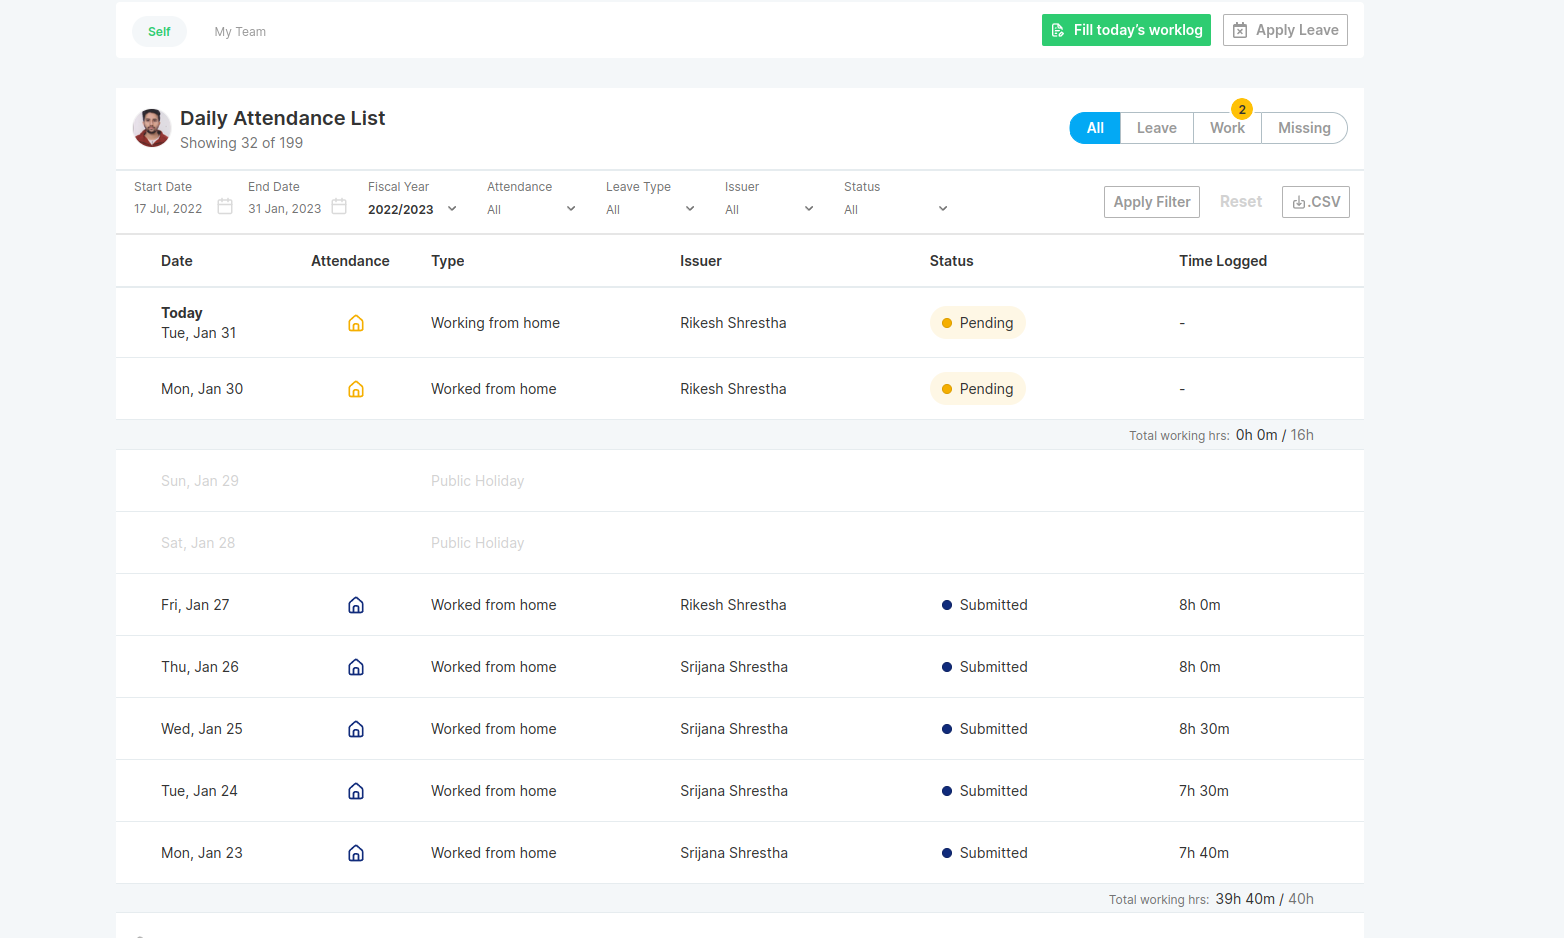 Self My Team Fill today's worklog Apply Leave
2
Daily Attendance List
Showing 32 of 199
All Leave Work Missing
Start Date End Date Fiscal Year Attendance Leave Type Issuer Status
17 Jul, 2022 31 Jan, 2023 2022/2023 All All All All
Apply Filter Reset .CSV
Date Attendance Type Issuer Status Time Logged
Today
Tue, Jan 31 Working from home Rikesh Shrestha Pending -
Mon, Jan 30 Worked from home Rikesh Shrestha Pending -
Total working hrs: 0h 0m / 16h
Sun, Jan 29 Public Holiday
Sat, Jan 28 Public Holiday
Fri, Jan 27 Worked from home Rikesh Shrestha Submitted 8h 0m
Thu, Jan 26 Worked from home Srijana Shrestha Submitted 8h 0m
Wed, Jan 25 Worked from home Srijana Shrestha Submitted 8h 30m
Tue, Jan 24 Worked from home Srijana Shrestha Submitted 7h 30m
Mon, Jan 23 Worked from home Srijana Shrestha Submitted 7h 40m
Total working hrs: 39h 40m / 40h